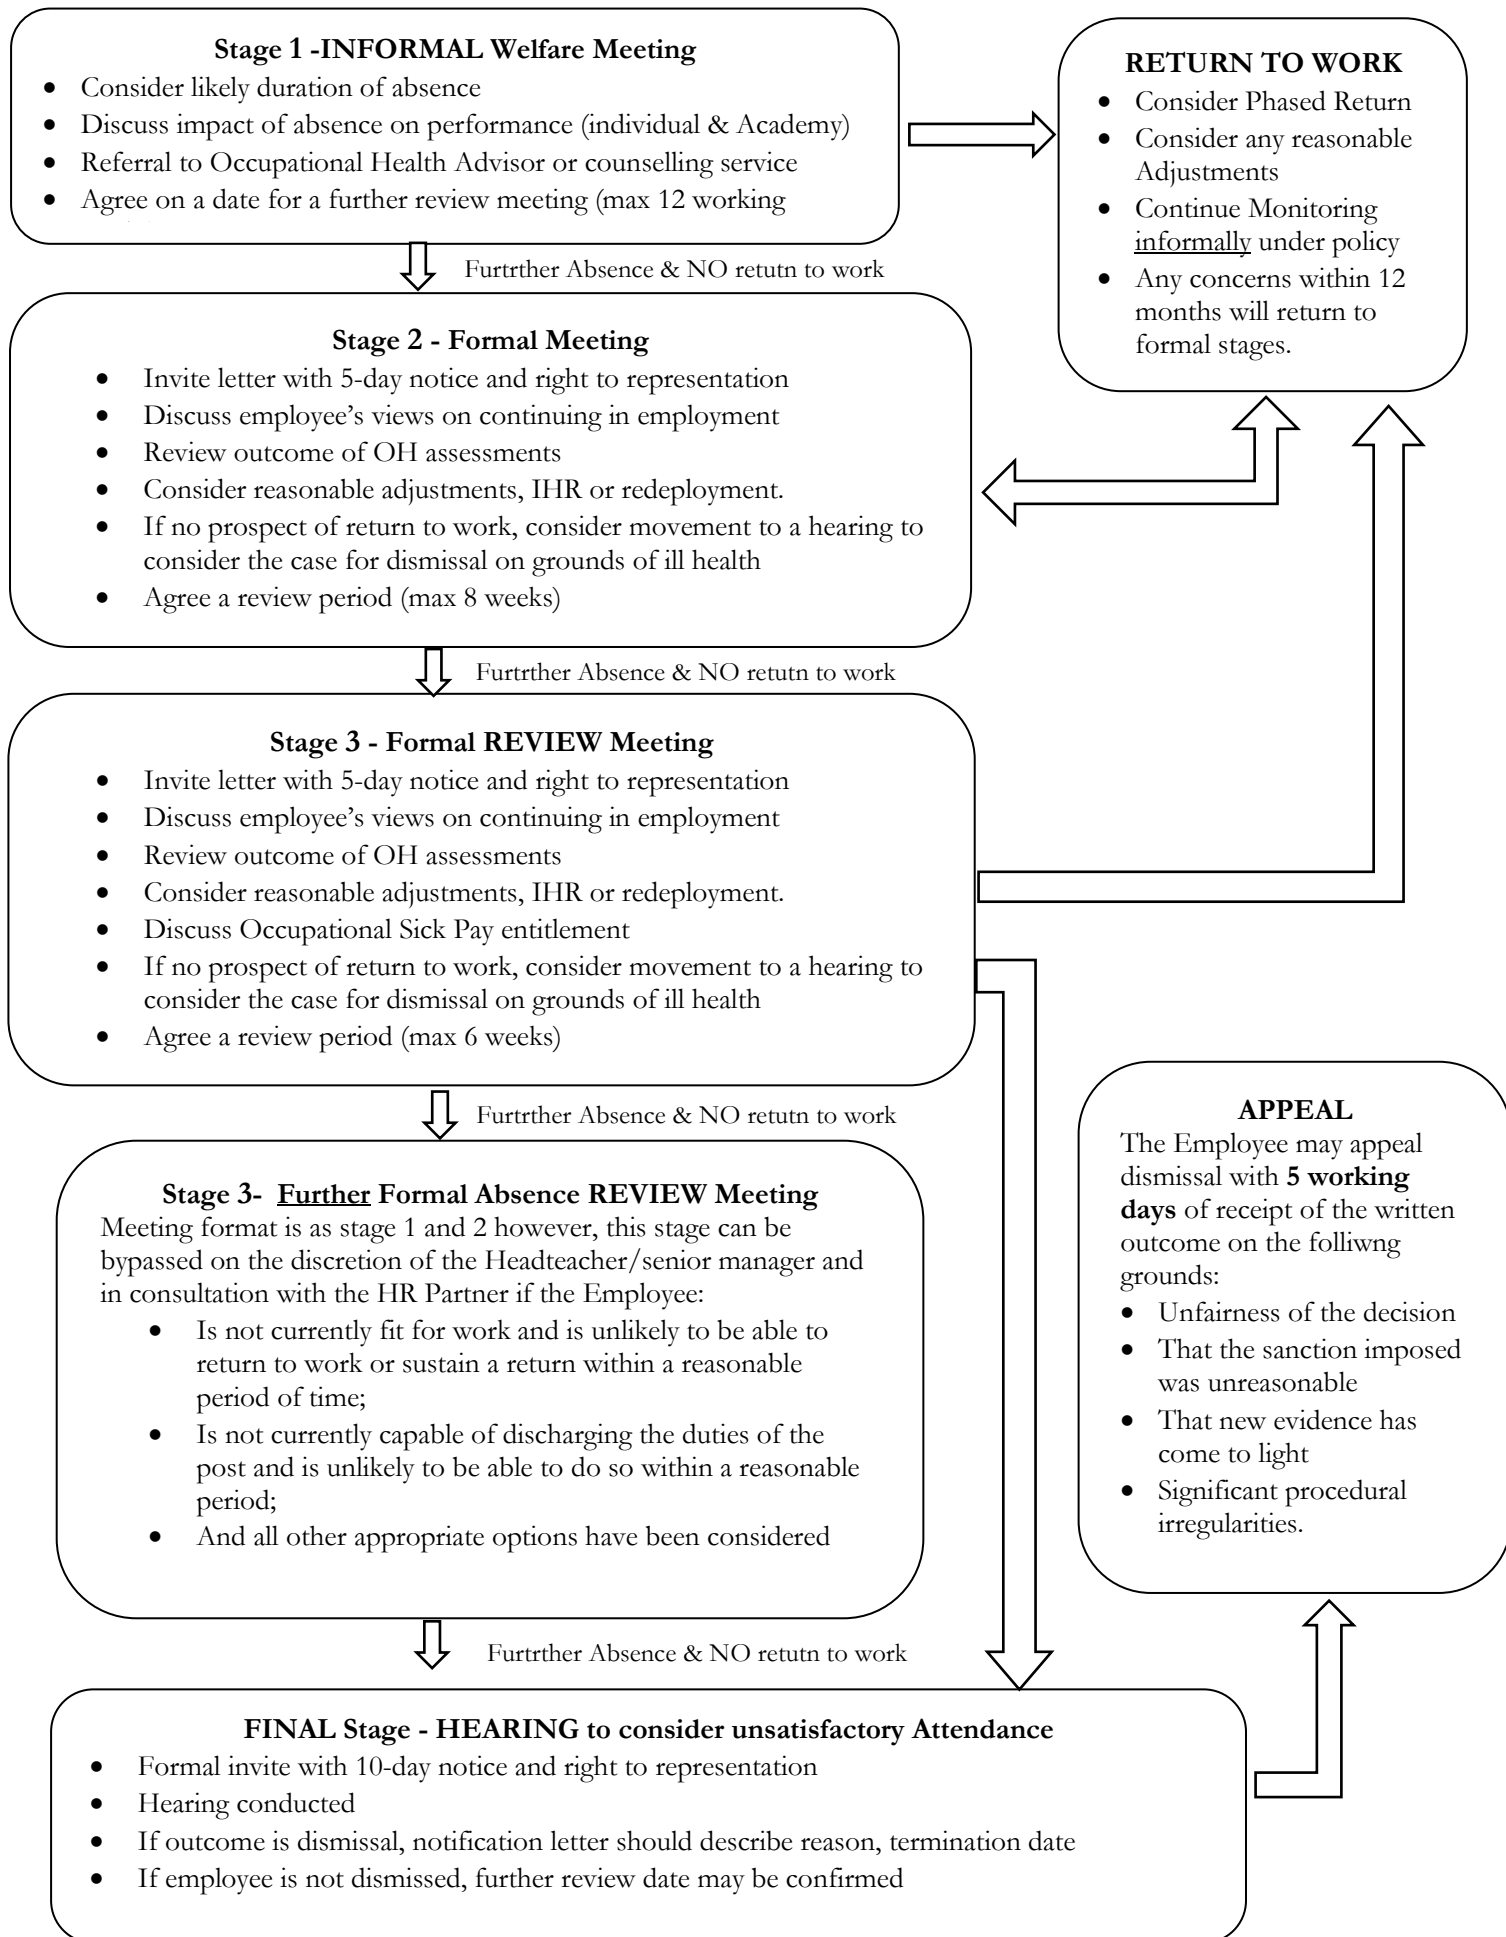 Stage 1 -INFORMAL Welfare Meeting
• Consider likely duration of absence
• Discuss impact of absence on performance (individual & Academy)
• Referral to Occupational Health Advisor or counselling service
• Agree on a date for a further review meeting (max 12 working
RETURN TO WORK
• Consider Phased Return
• Consider any reasonable
Adjustments
• Continue Monitoring
informally under policy
• Any concerns within 12
months will return to
formal stages.
Furtrther Absence & NO retutn to work
Stage 2 - Formal Meeting
• Invite letter with 5-day notice and right to representation
• Discuss employee’s views on continuing in employment
• Review outcome of OH assessments
• Consider reasonable adjustments, IHR or redeployment.
• If no prospect of return to work, consider movement to a hearing to
consider the case for dismissal on grounds of ill health
• Agree a review period (max 8 weeks)
Furtrther Absence & NO retutn to work
Stage 3 - Formal REVIEW Meeting
• Invite letter with 5-day notice and right to representation
• Discuss employee’s views on continuing in employment
• Review outcome of OH assessments
• Consider reasonable adjustments, IHR or redeployment.
• Discuss Occupational Sick Pay entitlement
• If no prospect of return to work, consider movement to a hearing to
consider the case for dismissal on grounds of ill health
• Agree a review period (max 6 weeks)
Furtrther Absence & NO retutn to work
Stage 3- Further Formal Absence REVIEW Meeting
Meeting format is as stage 1 and 2 however, this stage can be
bypassed on the discretion of the Headteacher/senior manager and
in consultation with the HR Partner if the Employee:
• Is not currently fit for work and is unlikely to be able to
return to work or sustain a return within a reasonable
period of time;
• Is not currently capable of discharging the duties of the
post and is unlikely to be able to do so within a reasonable
period;
• And all other appropriate options have been considered
APPEAL
The Employee may appeal
dismissal with 5 working
days of receipt of the written
outcome on the folliwng
grounds:
• Unfairness of the decision
• That the sanction imposed
was unreasonable
• That new evidence has
come to light
• Significant procedural
irregularities.
Furtrther Absence & NO retutn to work
FINAL Stage - HEARING to consider unsatisfactory Attendance
• Formal invite with 10-day notice and right to representation
• Hearing conducted
• If outcome is dismissal, notification letter should describe reason, termination date
• If employee is not dismissed, further review date may be confirmed